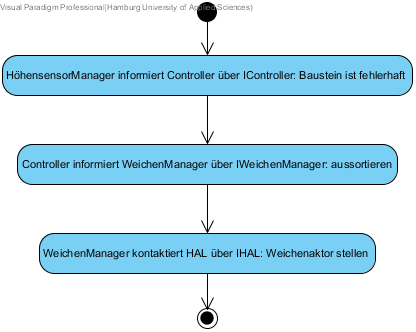 Visual Paradigm Professional(Hamburg University of Applied Sciences)
HöhensensorManager informiert Controller über IController: Baustein ist fehlerhaft
Controller informiert WeichenManager über IWeichenManager: aussortieren
WeichenManager kontaktiert HAL über IHAL: Weichenaktor stellen